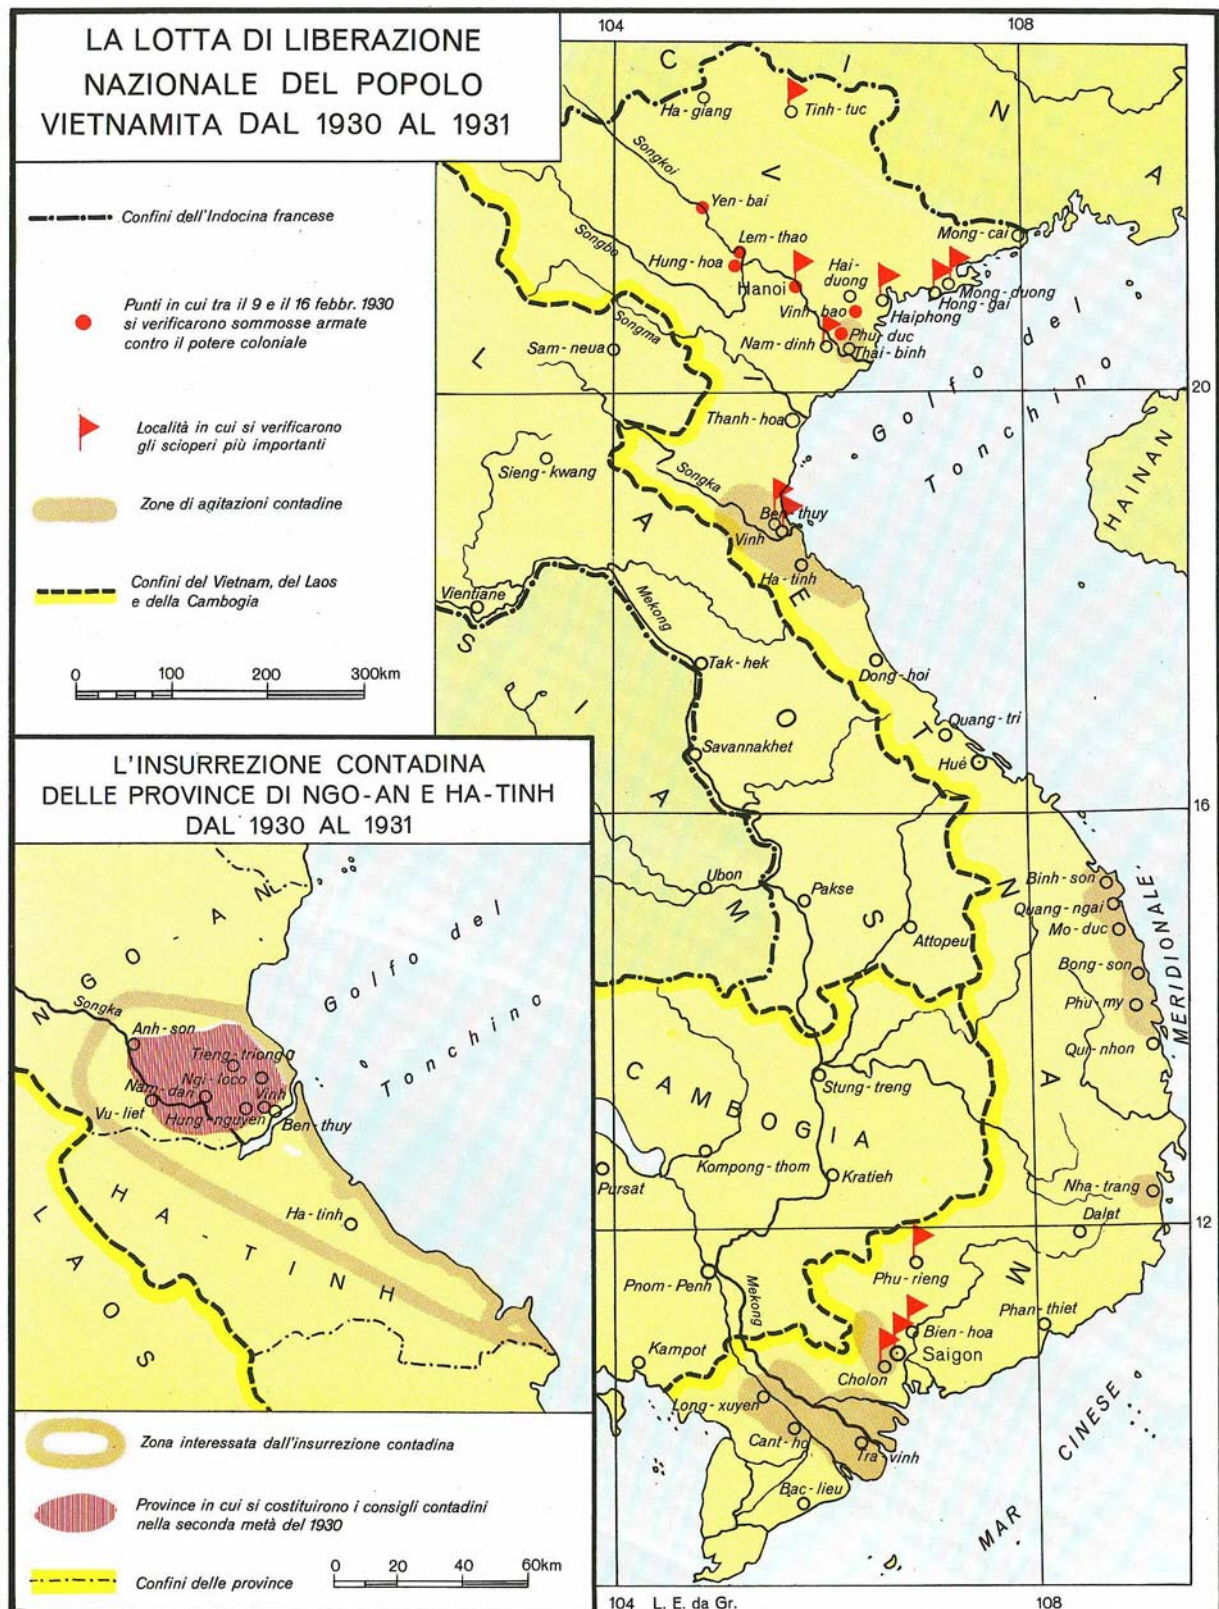 LA LOTTA DI LIBERAZIONE
NAZIONALE DEL POPOLO
VIETNAMITA DAL 1930 AL 1931
Confini dell'Indocina francese
Punti in cui tra il 9 e il 16 febbr. 1930
si verificarono sommosse armate
contro il potere coloniale
Località in cui si verificarono
gli scioperi più importanti
Zone di agitazioni contadine
Confini del Vietnam, del Laos
e della Cambogia
0 100 200 300km
L'INSURREZIONE CONTADINA
DELLE PROVINCE DI NGO-AN E HA-TINH
DAL 1930 AL 1931
NGO-AN
Golfo del
Tonchino
Songka
Anh-son
Tieng-triong
Ngi-loco
Nam-dan
Vinh
Vu-liet
Hung-nguyen
Ben-thuy
HA-TINH
Ha-tinh
LAOS
Zona interessata dall'insurrezione contadina
Province in cui si costituirono i consigli contadini
nella seconda metà del 1930
0 20 40 60km
Confini delle province
104 108
CINA
Ha-giang
Tinh-tuc
Songkoi
VIETNAM
Yen-bai
Songbo
Lem-thao
Mong-cai
Hung-hoa
Hanoi
Hai-
duong
Mong-duong
Hong-gai
Vinh-bao
Haiphong
Songma
Phu-duc
Sam-neua
Nam-dinh
Thai-binh
LAOS
20
Golfo del
Tonchino
Thanh-hoa
HAINAN
Sieng-kwang
Songka
Ben-thuy
Vinh
Ha-tinh
Vientiane
Mekong
SIAM
Tak-hek
Dong-hoi
Quang-tri
Savannakhet
Hué
16
Ubon
Pakse
Binh-son
Quang-ngai
Mo-duc
Attopeu
Bong-son
Phu-my
Qui-nhon
MERIDIONALE
CAMBOGIA
Stung-treng
Kompong-thom
Kratieh
Pursat
Nha-trang
Dalat
12
Phu-rieng
Pnom-Penh
Mekong
Phan-thiet
Bien-hoa
Kampot
Saigon
Cholon
Long-xuyen
Cant-ho
Tra-vinh
Bac-lieu
CINESE
MAR
104 L. E. da Gr. 108